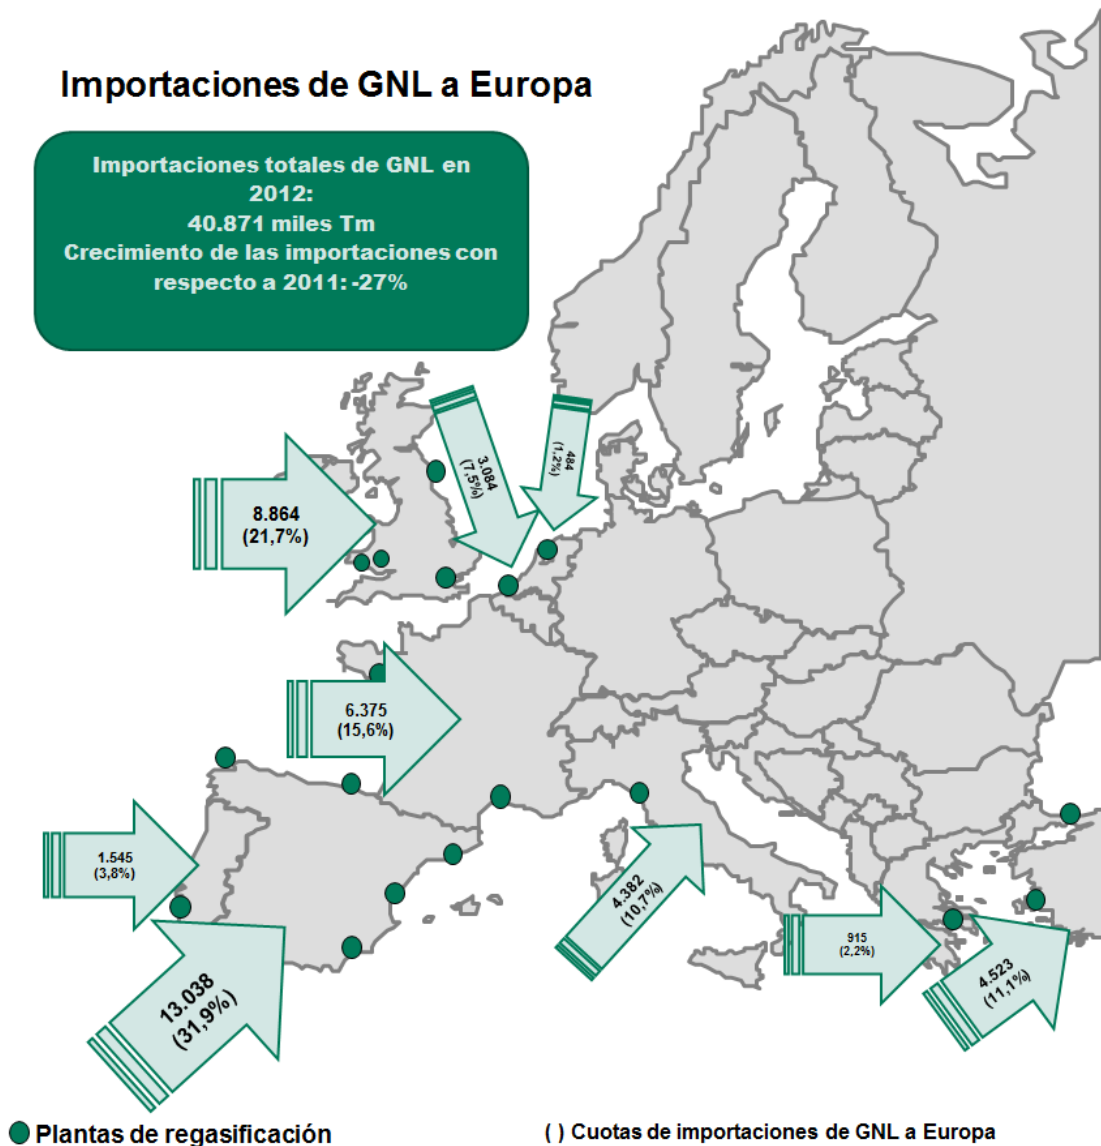 Importaciones de GNL a Europa
Importaciones totales de GNL en
2012:
40.871 miles Tm
Crecimiento de las importaciones con
respecto a 2011: -27%
3.084
(7,5%)
484
(1,2%)
8.864
(21,7%)
6.375
(15,6%)
1.545
(3,8%)
13.038
(31,9%)
4.382
(10,7%)
915
(2,2%)
4.523
(11,1%)
Plantas de regasificación
( ) Cuotas de importaciones de GNL a Europa